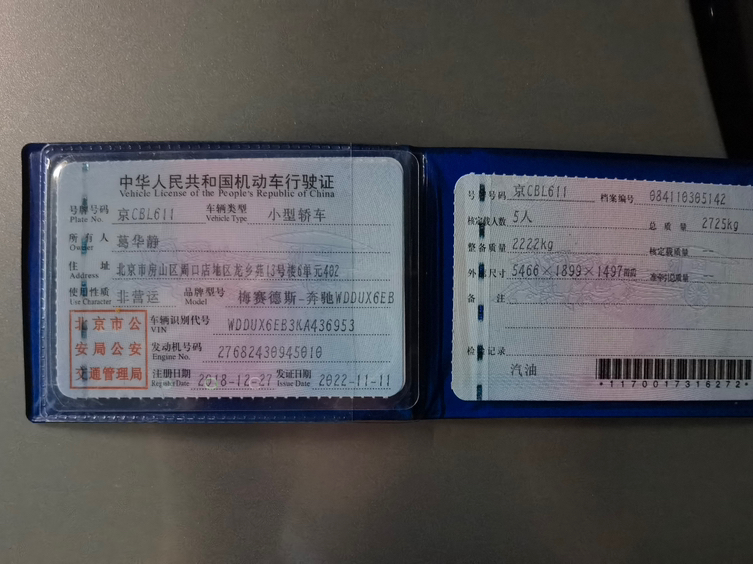 中华人民共和国机动车行驶证
Vehicle License of the People's Republic of China
号牌号码 京CBL611 车辆类型 小型轿车
Plate No. Vehicle Type
所有人 葛华静
Owner
住址 北京市房山区周口店地区龙乡苑13号楼6单元402
Address
使用性质 非营运 品牌型号 梅赛德斯-奔驰WDDUX6EB
Use Character Model
北京市公
安局公安
交通管理局
车辆识别代号 WDDUX6EB3KA436953
VIN
发动机号码 27682430945010
Engine No.
注册日期 2018-12-27 发证日期 2022-11-11
Register Date Issue Date
号牌号码 京CBL611 档案编号 084110305142
核定载人数 5人 总质量 2725kg
整备质量 2222kg 核定载质量 --
外廓尺寸 5466×1899×1497mm 准牵引总质量 --
备注
检验记录
汽油
*1170017316272*